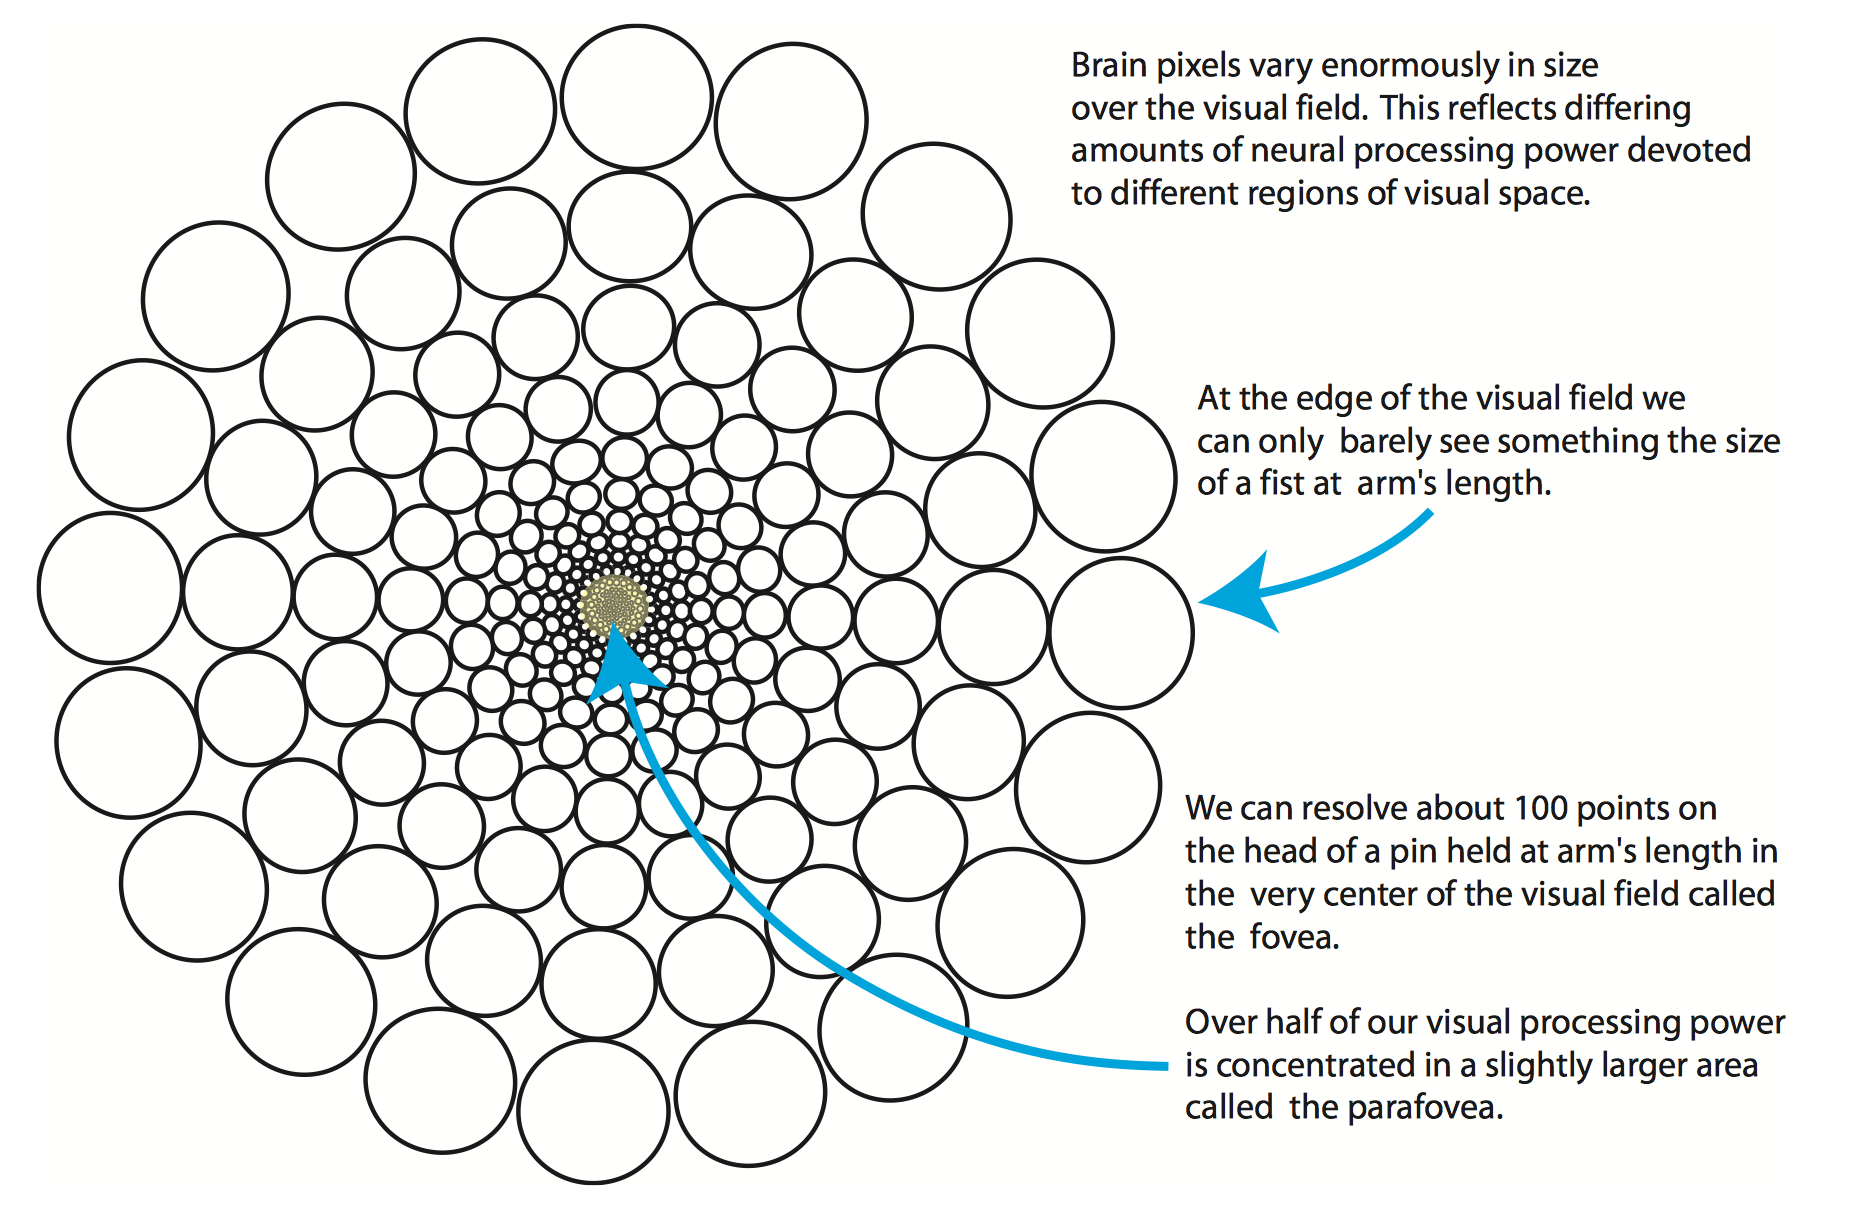 Brain pixels vary enormously in size
over the visual field. This reflects differing
amounts of neural processing power devoted
to different regions of visual space.
At the edge of the visual field we
can only barely see something the size
of a fist at arm's length.
We can resolve about 100 points on
the head of a pin held at arm's length in
the very center of the visual field called
the fovea.
Over half of our visual processing power
is concentrated in a slightly larger area
called the parafovea.